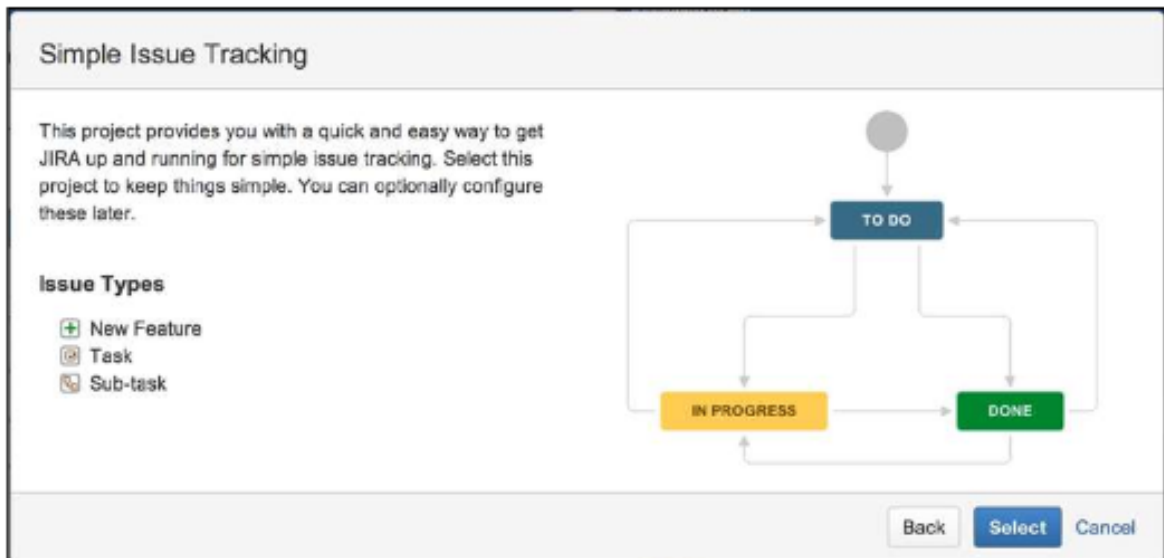 Simple Issue Tracking
This project provides you with a quick and easy way to get
JIRA up and running for simple issue tracking. Select this
project to keep things simple. You can optionally configure
these later.
Issue Types
New Feature
Task
Sub-task
TO DO
IN PROGRESS
DONE
Back
Select
Cancel